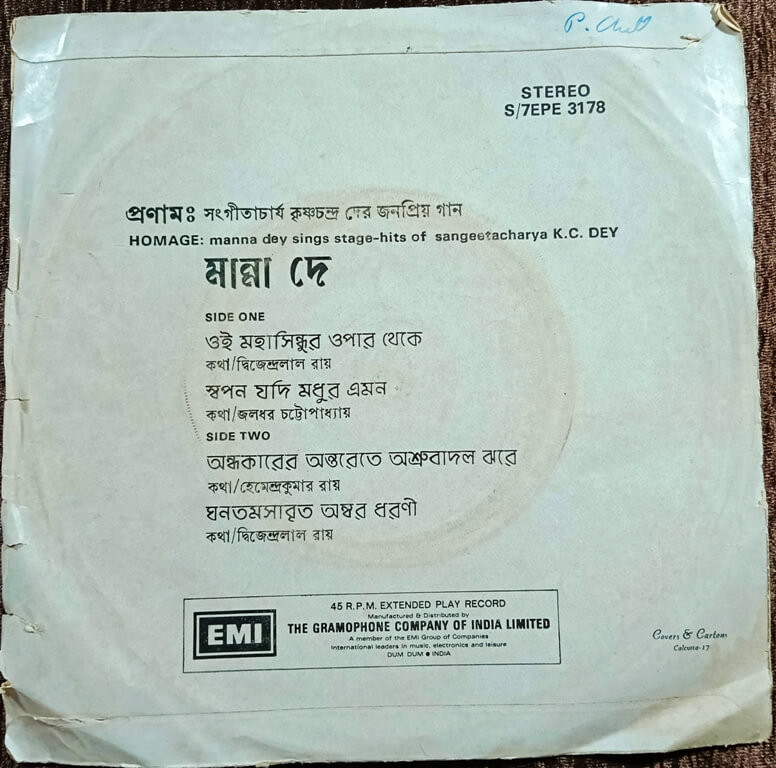 STEREO
S/7EPE 3178
প্রণামঃ সংগীতাচার্য কৃষ্ণচন্দ্র দের জনপ্রিয় গান
HOMAGE: manna dey sings stage-hits of sangeetacharya K.C. DEY
মান্না দে
SIDE ONE
ওই মহাসিন্ধুর ওপার থেকে
কথা/দ্বিজেন্দ্রলাল রায়
স্বপন যদি মধুর এমন
কথা/জলধর চট্টোপাধ্যায়
SIDE TWO
অন্ধকারের অন্তরেতে অশ্রুবাদল ঝরে
কথা/হেমেন্দ্রকুমার রায়
ঘনতমসাবৃত অম্বর ধরণী
কথা/দ্বিজেন্দ্রলাল রায়
EMI
45 R.P.M. EXTENDED PLAY RECORD
Manufactured & Distributed by
THE GRAMOPHONE COMPANY OF INDIA LIMITED
A member of the EMI Group of Companies
International leaders in music, electronics and leisure
DUM DUM ● INDIA
Covers & Cartons
Calcutta-17